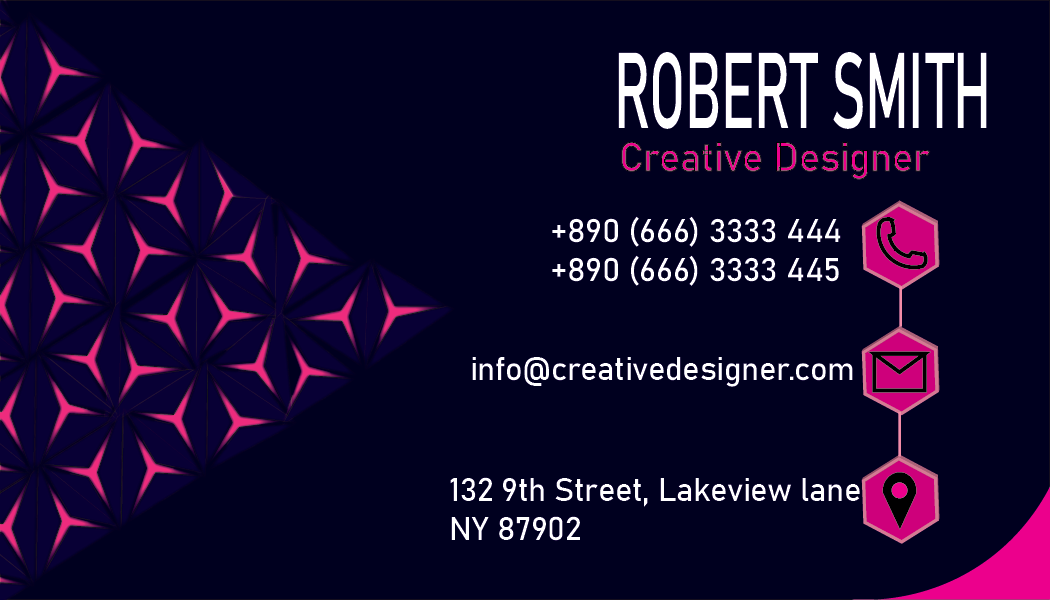 ROBERT SMITH
Creative Designer
+890 (666) 3333 444
+890 (666) 3333 445
info@creativedesigner.com
132 9th Street, Lakeview lane
NY 87902